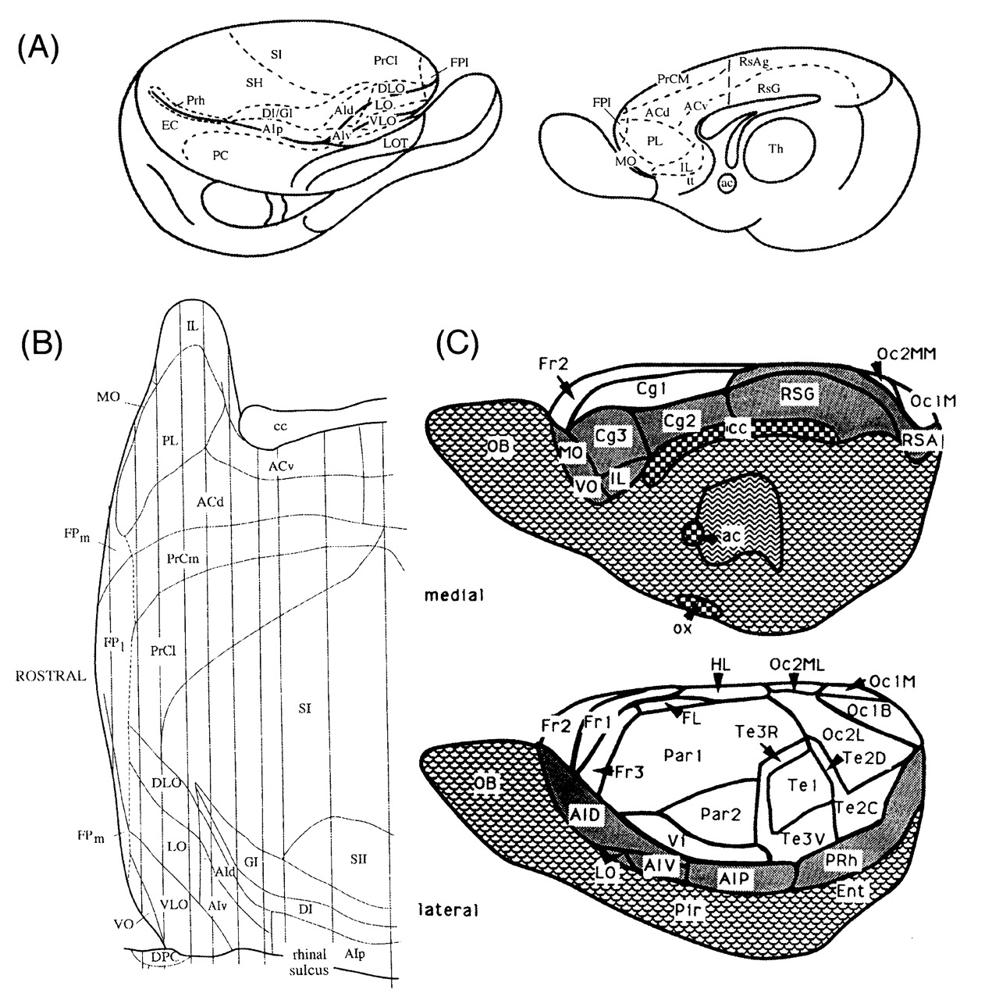 (A)
SI
PrCl
FPl
SH
DLO
Prh
DI/GI
AId
LO
EC
AIp
VLO
AIv
LOT
PC
RsAg
PrCM
RsG
FPl
ACd
ACv
PL
Th
MO
IL
tt
ac
(B)
IL
MO
cc
PL
ACv
ACd
FPm
PrCm
FPl
PrCl
ROSTRAL
SI
DLO
FPm
LO
GI
SII
AId
VLO
AIv
DI
VO
DPC
rhinal
sulcus
AIp
(C)
Oc2MM
Fr2
Cg1
RSG
Oc1M
Cg2
cc
Cg3
OB
MO
RSA
IL
VO
ac
medial
ox
HL
Oc2ML
Oc1M
Oc1B
Fr2
Fr1
FL
Te3R
Oc2L
Par1
Te2D
Fr3
OB
Te1
AID
Par2
Te2C
V1
Te3V
LO
AIV
AIP
PRh
Ent
lateral
Pir